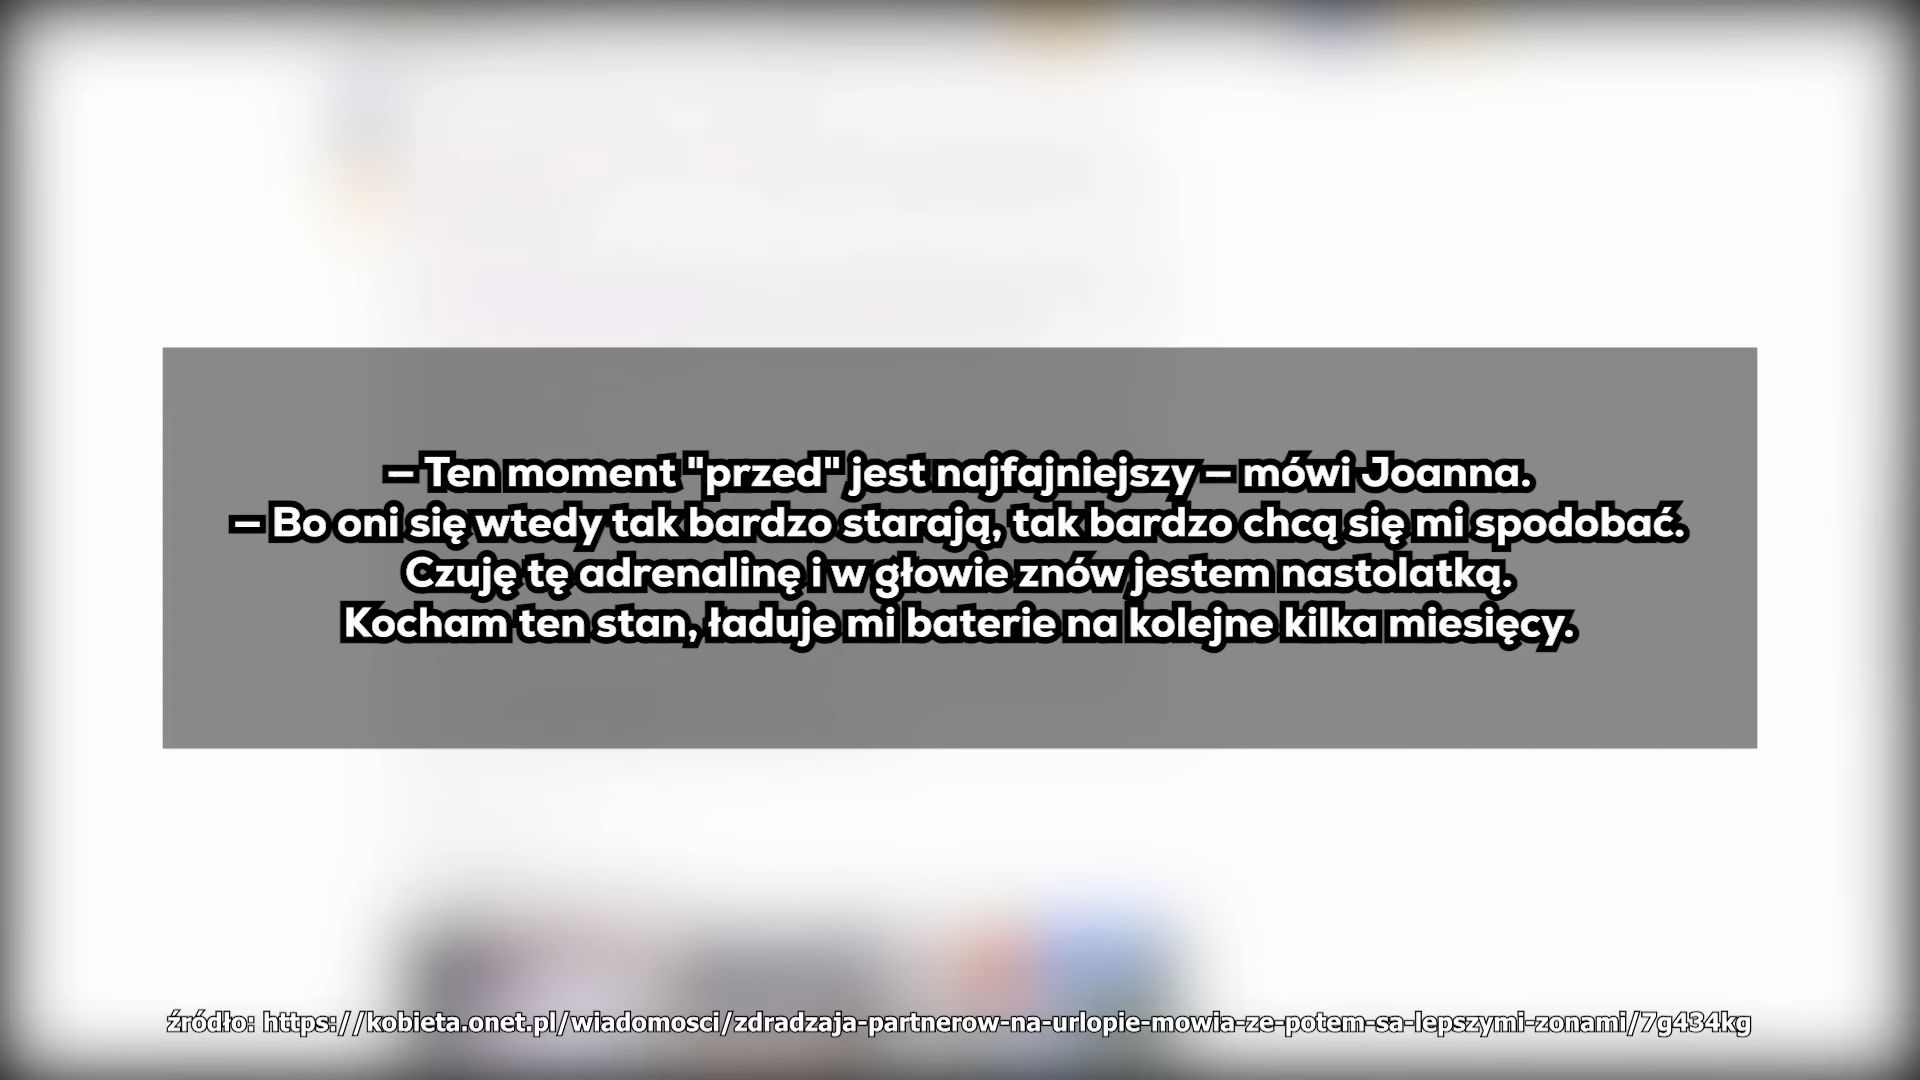 – Ten moment "przed" jest najfajniejszy – mówi Joanna.
– Bo oni się wtedy tak bardzo starają, tak bardzo chcą się mi spodobać.
Czuję tę adrenalinę i w głowie znów jestem nastolatką.
Kocham ten stan, ładuje mi baterie na kolejne kilka miesięcy.
źródło: https://kobieta.onet.pl/wiadomosci/zdradzaja-partnerow-na-urlopie-mowia-ze-potem-sa-lepszymi-zonami/7g434kg